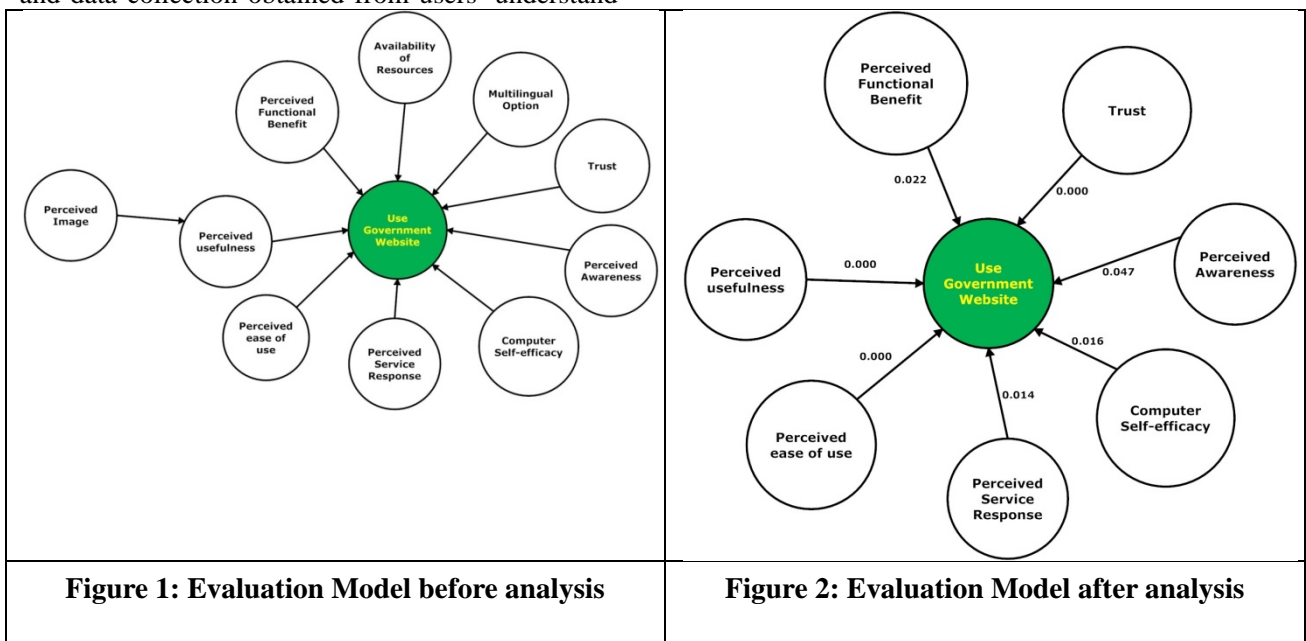 and data collection obtained from users' understand
Availability
of
Resources
Perceived
Functional
Benefit
Multilingual
Option
Trust
Perceived
Image
Perceived
usefulness
Use
Government
Website
Perceived
Awareness
Perceived
ease of
use
Perceived
Service
Response
Computer
Self-efficacy
Figure 1: Evaluation Model before analysis
Perceived
Functional
Benefit
Trust
0.022
0.000
Perceived
usefulness
0.000
Use
Government
Website
0.047
Perceived
Awareness
0.000
0.016
0.014
Perceived
ease of use
Computer
Self-efficacy
Perceived
Service
Response
Figure 2: Evaluation Model after analysis